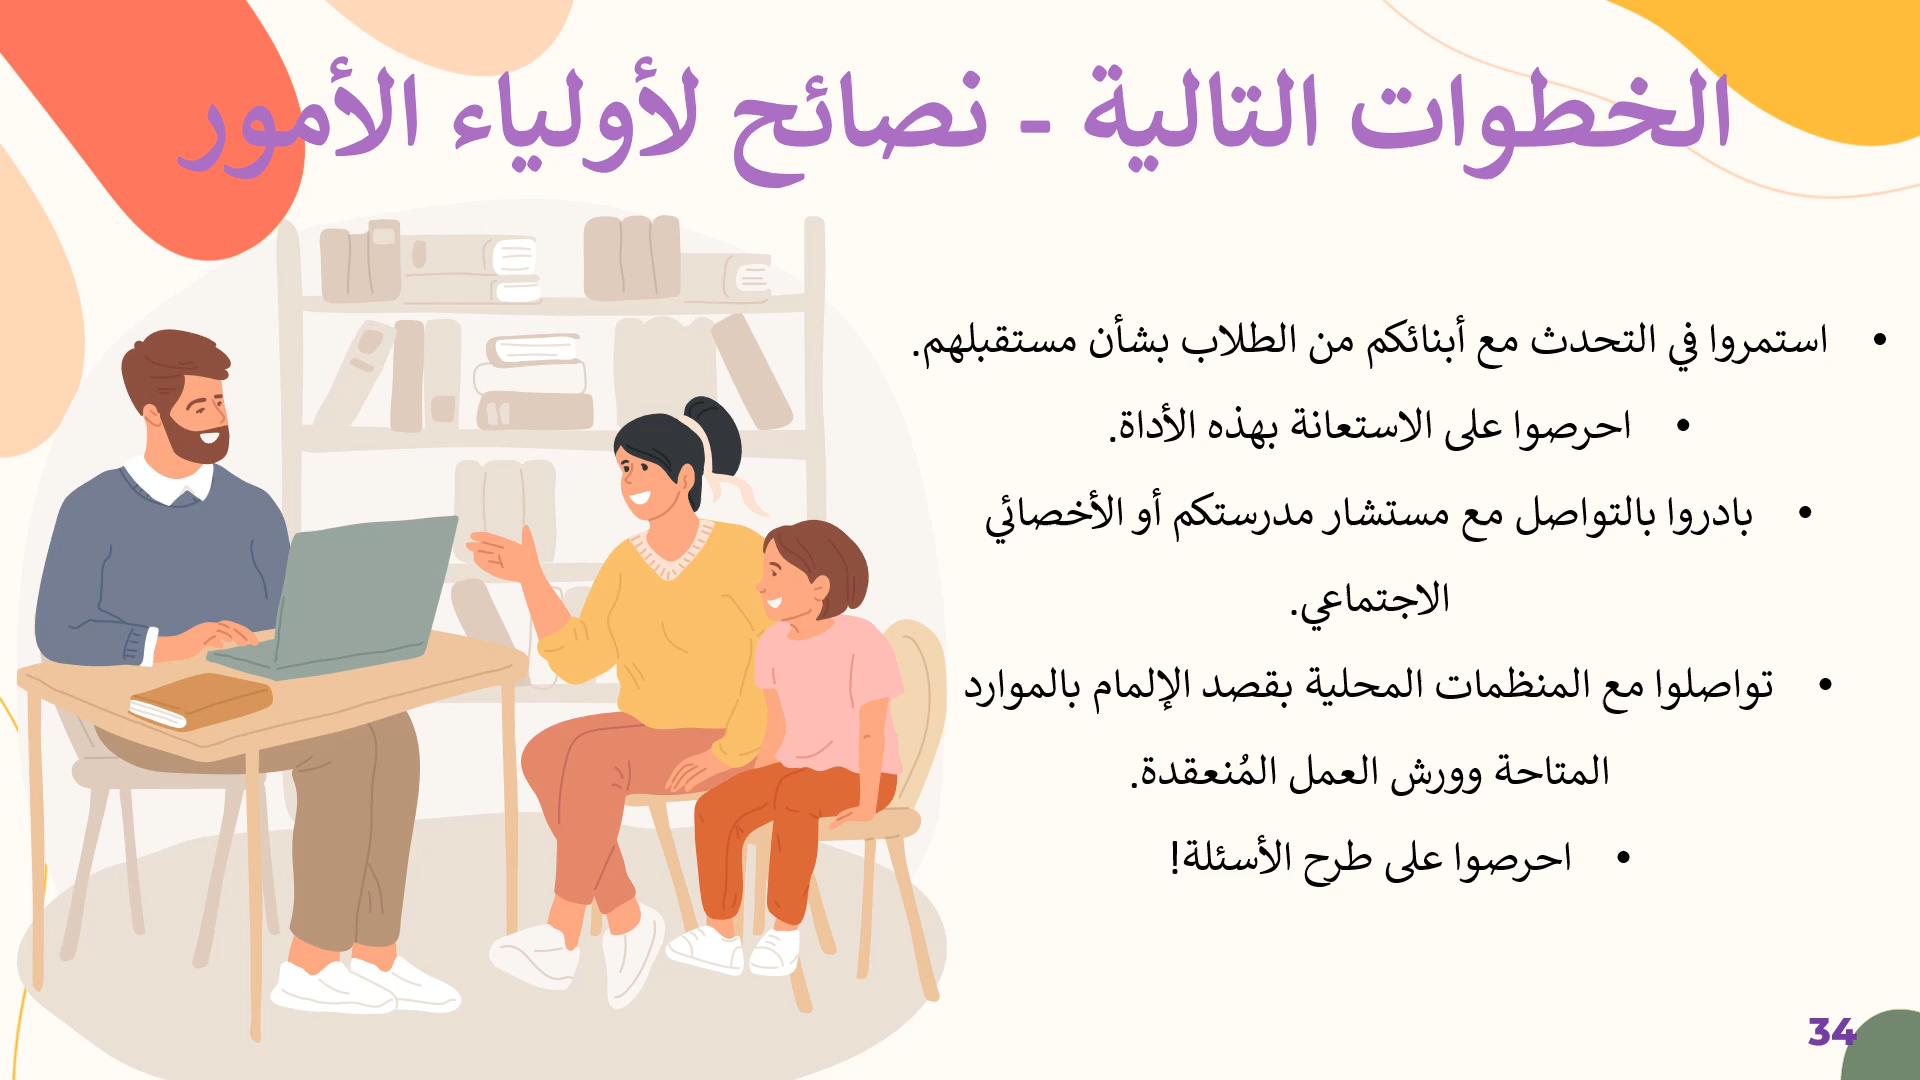 الخطوات التالية - نصائح لأولياء الأمور
• استمروا في التحدث مع أبنائكم من الطلاب بشأن مستقبلهم.
• احرصوا على الاستعانة بهذه الأداة.
• بادروا بالتواصل مع مستشار مدرستكم أو الأخصائي
الاجتماعي.
• تواصلوا مع المنظمات المحلية بقصد الإلمام بالموارد
المتاحة وورش العمل المُنعقدة.
• احرصوا على طرح الأسئلة!
34